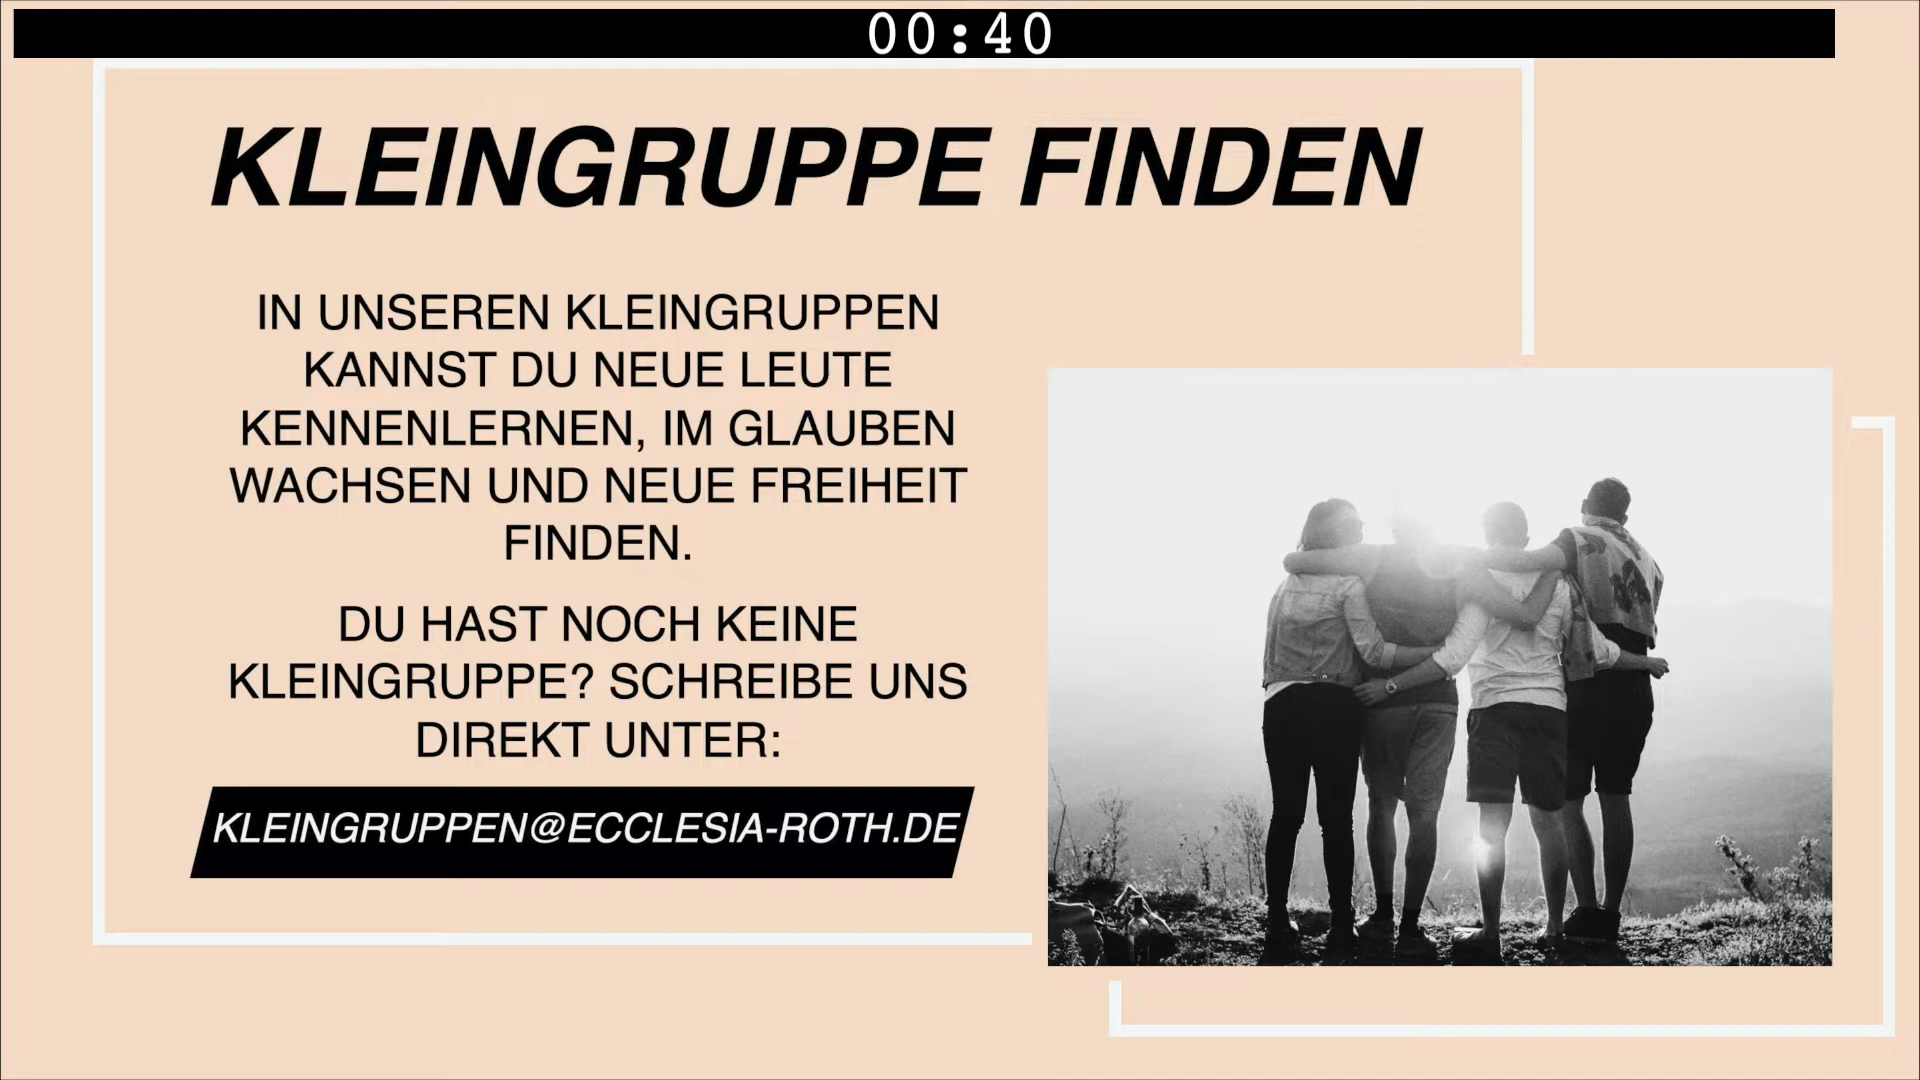 00:40
KLEINGRUPPE FINDEN
IN UNSEREN KLEINGRUPPEN
KANNST DU NEUE LEUTE
KENNENLERNEN, IM GLAUBEN
WACHSEN UND NEUE FREIHEIT
FINDEN.
DU HAST NOCH KEINE
KLEINGRUPPE? SCHREIBE UNS
DIREKT UNTER:
KLEINGRUPPEN@ECCLESIA-ROTH.DE